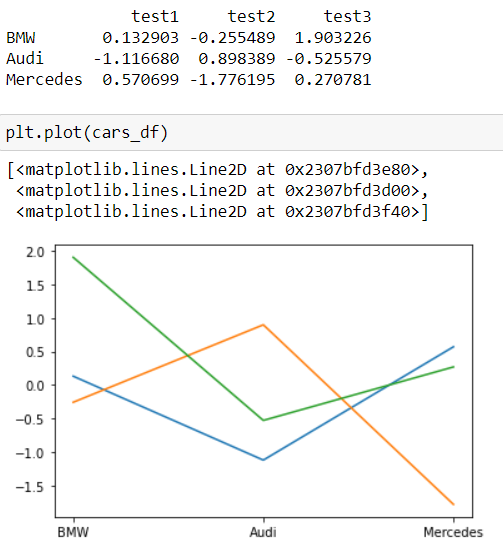 test1 test2 test3
BMW 0.132903 -0.255489 1.903226
Audi -1.116680 0.898389 -0.525579
Mercedes 0.570699 -1.776195 0.270781
plt.plot(cars_df)
[<matplotlib.lines.Line2D at 0x2307bfd3e80>,
<matplotlib.lines.Line2D at 0x2307bfd3d00>,
<matplotlib.lines.Line2D at 0x2307bfd3f40>]
2.0
1.5
1.0
0.5
0.0
−0.5
−1.0
−1.5
BMW Audi Mercedes